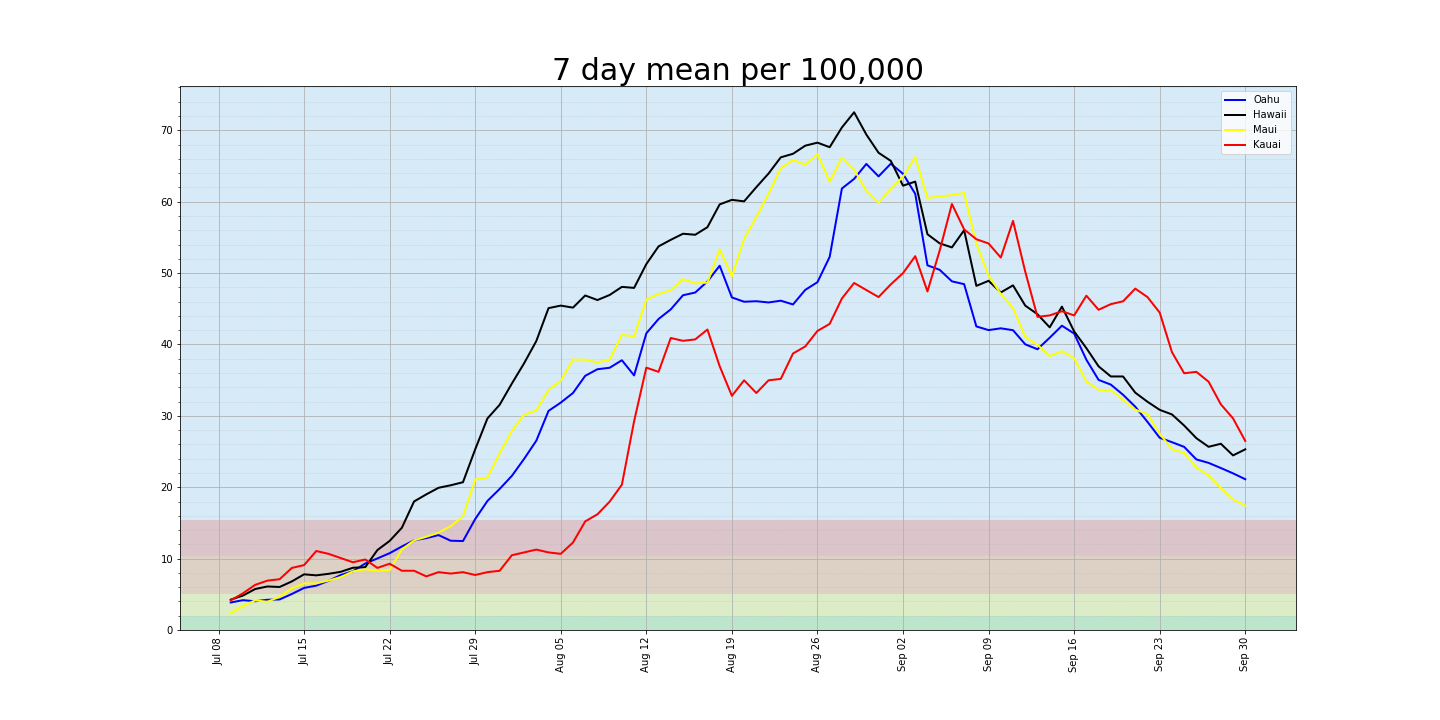 7 day mean per 100,000
Oahu
Hawaii
Maui
Kauai
70
60
50
40
30
20
10
0
Jul 08
Jul 15
Jul 22
Jul 29
Aug 05
Aug 12
Aug 19
Aug 26
Sep 02
Sep 09
Sep 16
Sep 23
Sep 30